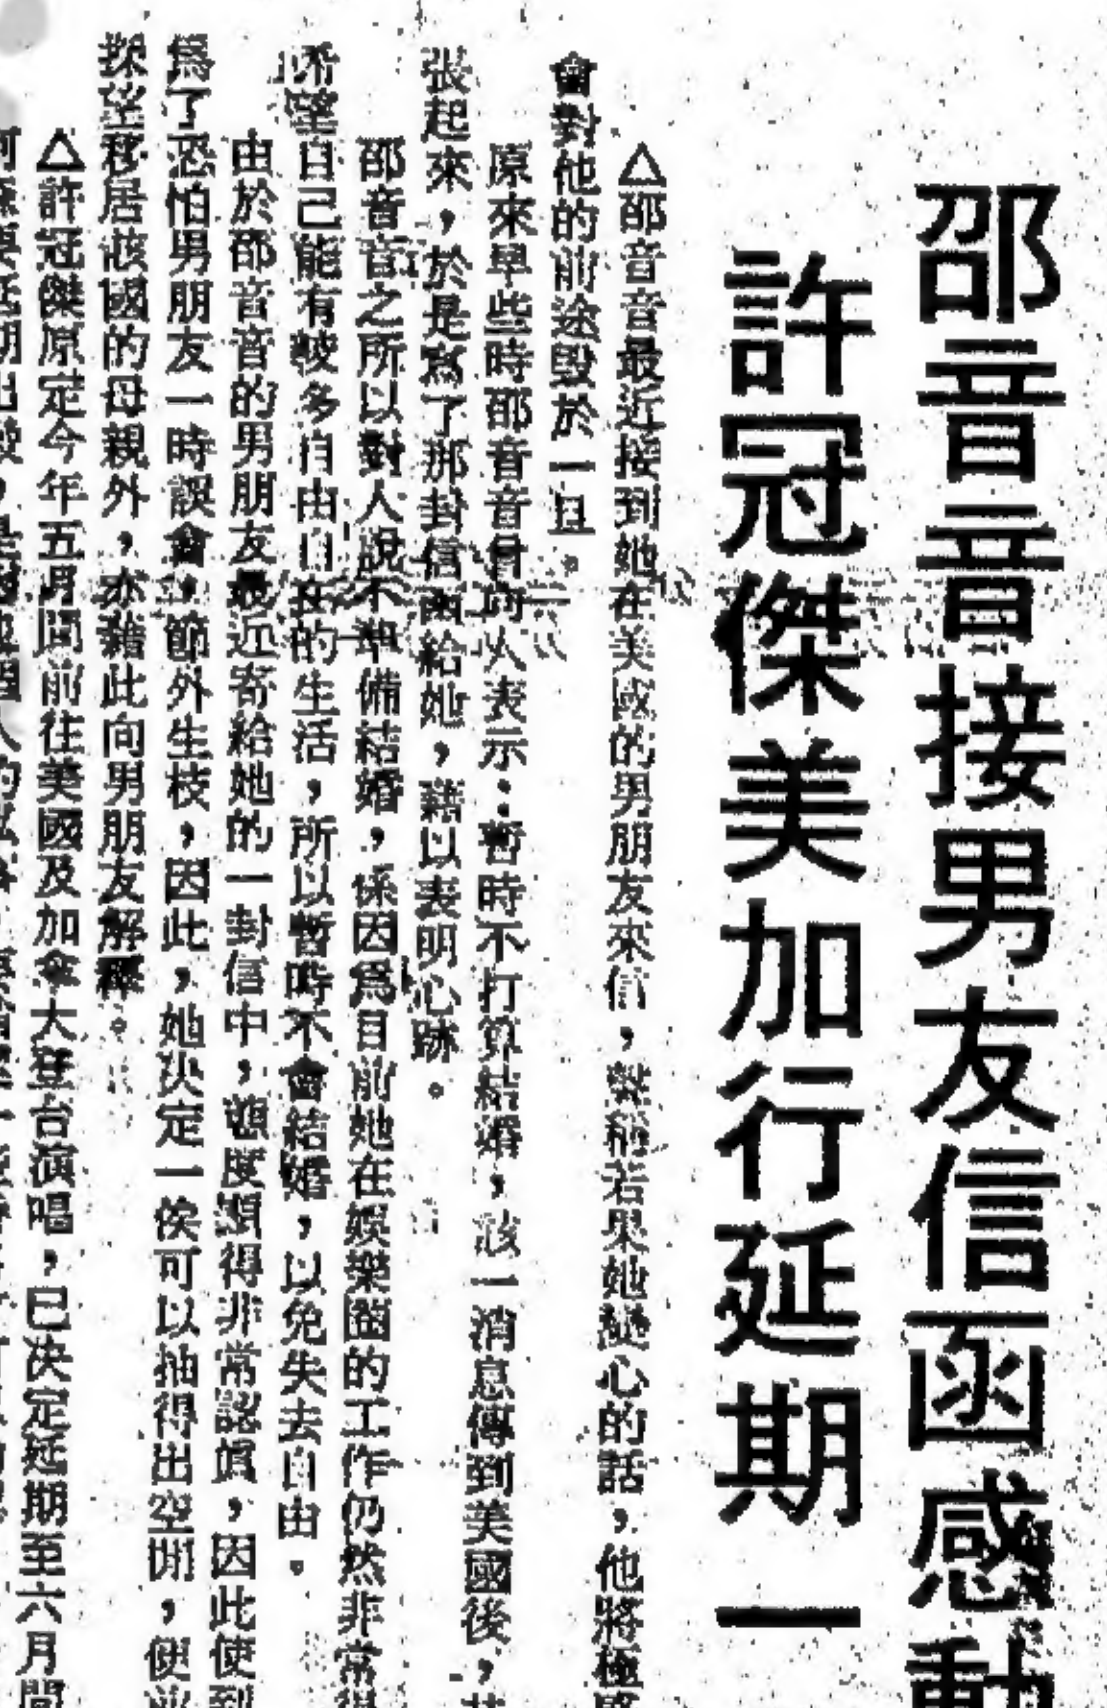 邵音音接男友信函感動
許冠傑美加行延期一
△邵音音最近接到她在美國的男朋友來信，聲稱若果她變心的話，他將極
會對他的前途毀於一旦。
原來早些時邵音音曾向人表示：暫時不打算結婚，該一消息傳到美國後，
張起來，於是寫了那封信函給她，藉以表明心跡。
邵音音之所以對人說不準備結婚，係因爲目前她在娛樂圈的工作仍然非常
希望自己能有較多自由自在的生活，所以暫時不會結婚，以免失去自由。
由於邵音音的男朋友最近寄給她的一封信中，態度顯得非常認真，因此使到
爲了恐怕男朋友一時誤會，節外生枝，因此，她決定一俟可以抽得出空閒，便
探望移居該國的母親外，亦藉此向男朋友解釋。
△許冠傑原定今年五月間前往美國及加拿大登台演唱，已決定延期至六月間